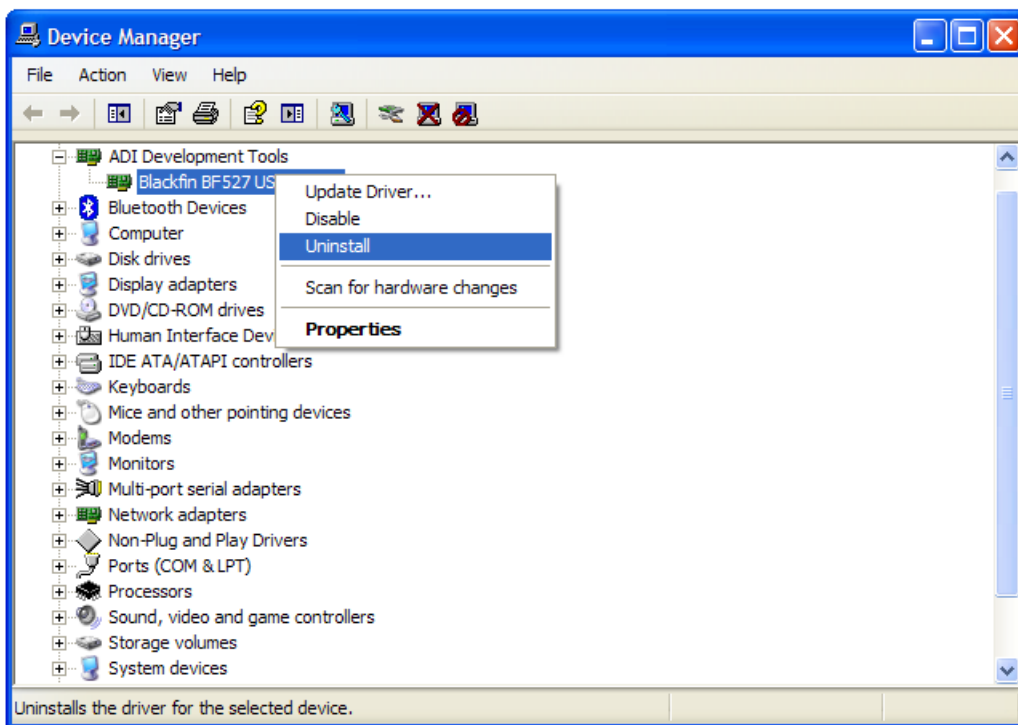 Device Manager
File Action View Help
ADI Development Tools
Blackfin BF527 US
Update Driver...
Disable
Uninstall
Scan for hardware changes
Properties
Bluetooth Devices
Computer
Disk drives
Display adapters
DVD/CD-ROM drives
Human Interface Dev
IDE ATA/ATAPI controllers
Keyboards
Mice and other pointing devices
Modems
Monitors
Multi-port serial adapters
Network adapters
Non-Plug and Play Drivers
Ports (COM & LPT)
Processors
Sound, video and game controllers
Storage volumes
System devices
Uninstalls the driver for the selected device.